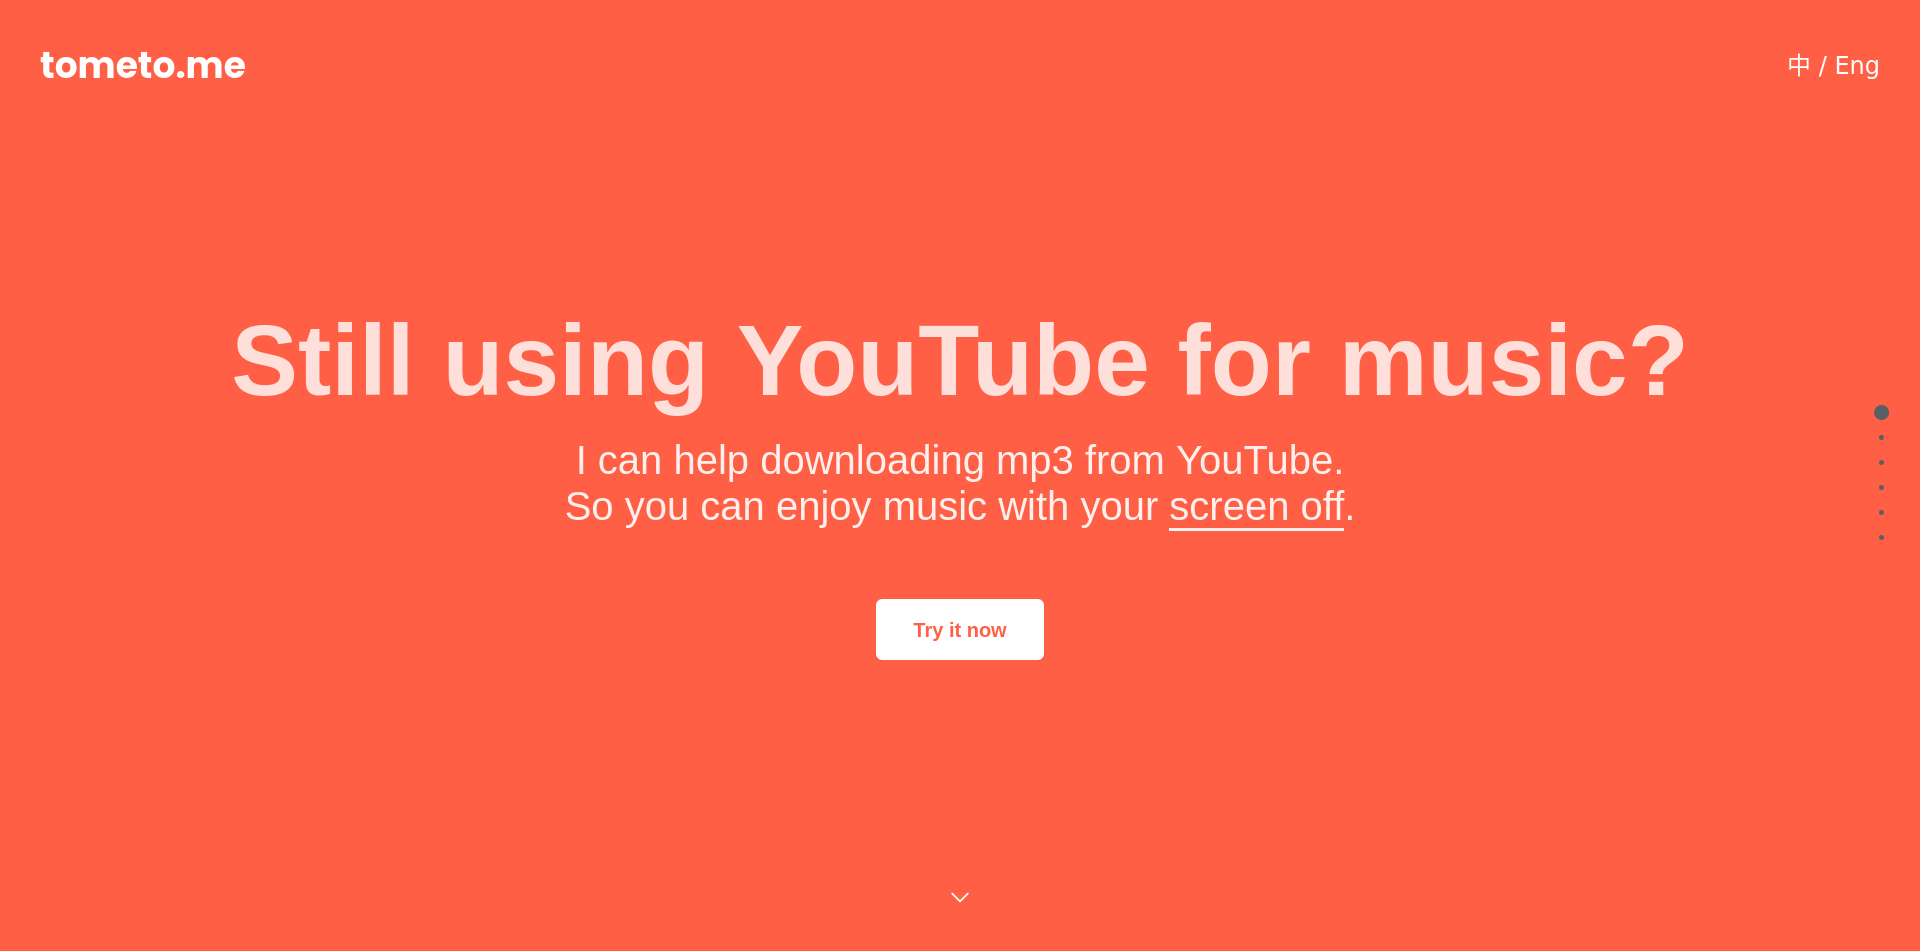 tometo.me
中 / Eng
Still using YouTube for music?
I can help downloading mp3 from YouTube.
So you can enjoy music with your screen off.
Try it now